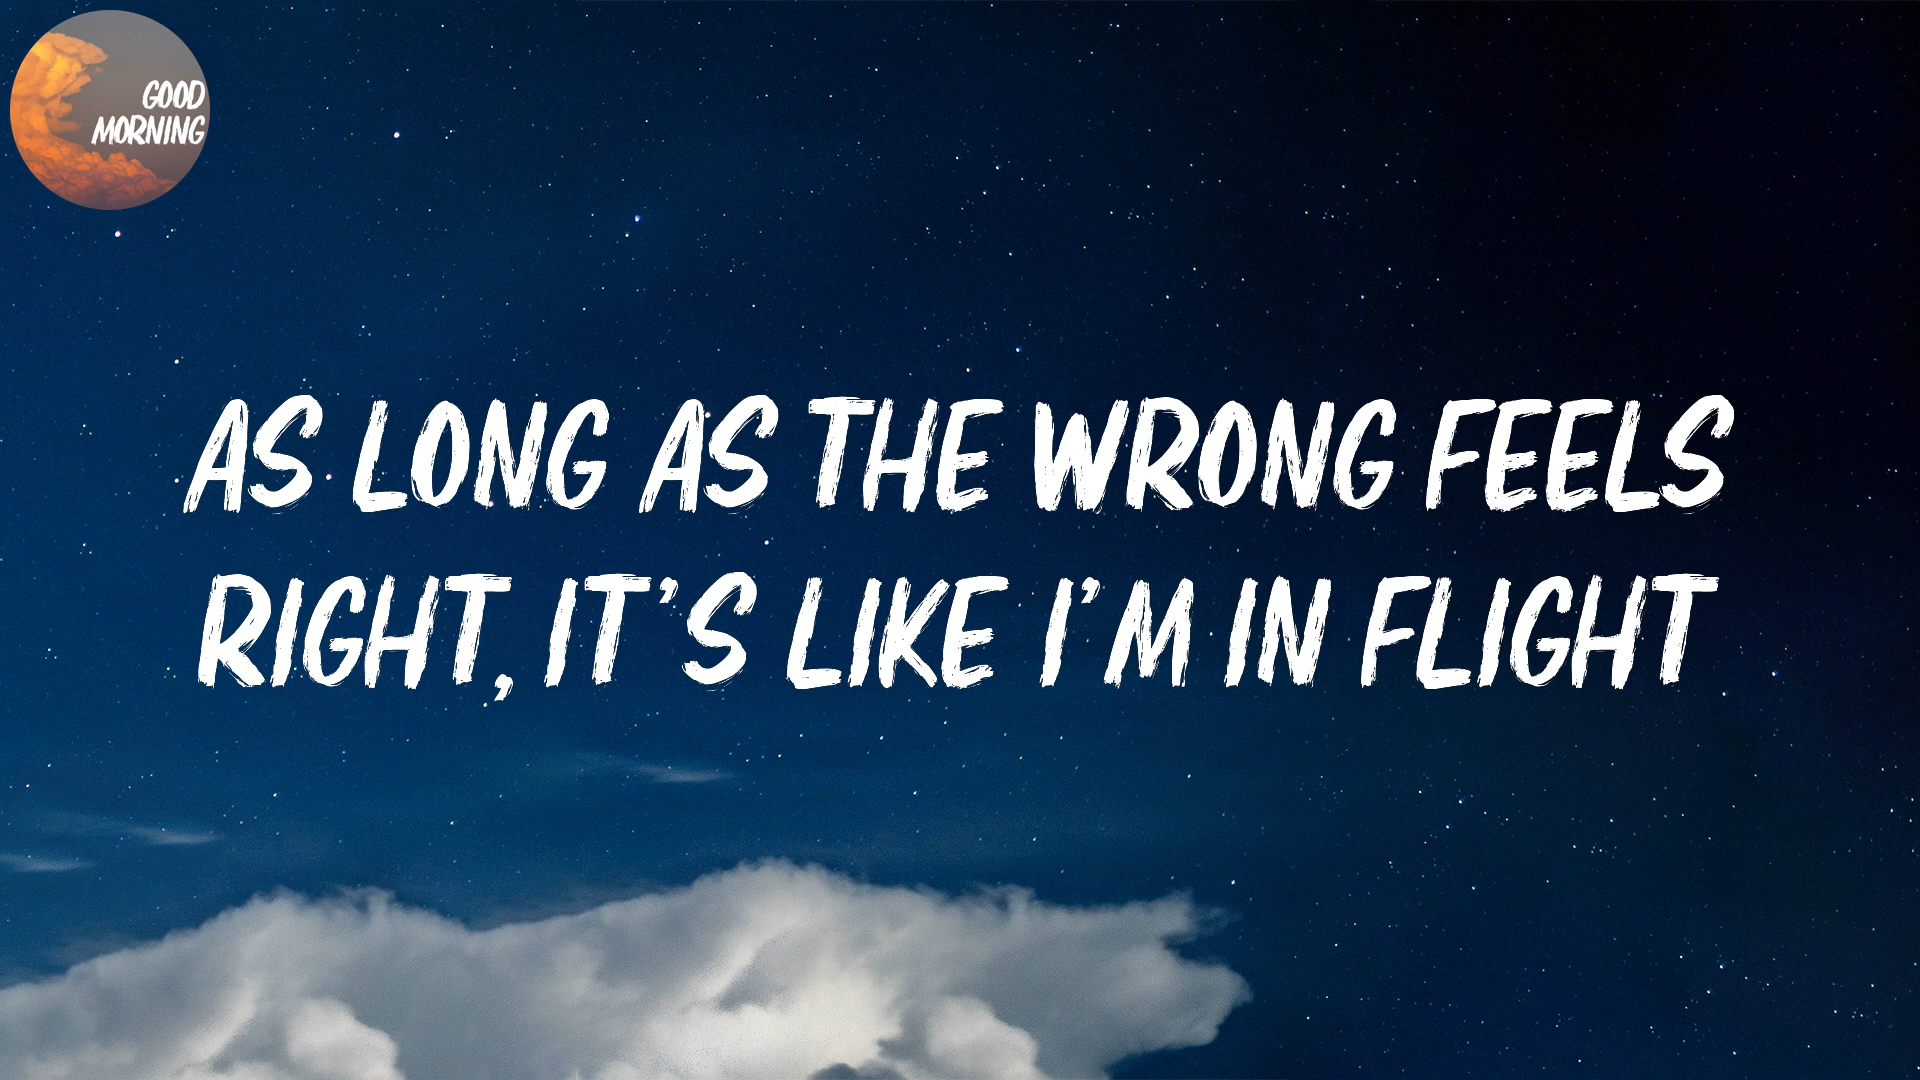 GOOD
MORNING
AS LONG AS THE WRONG FEELS
RIGHT, IT'S LIKE I'M IN FLIGHT